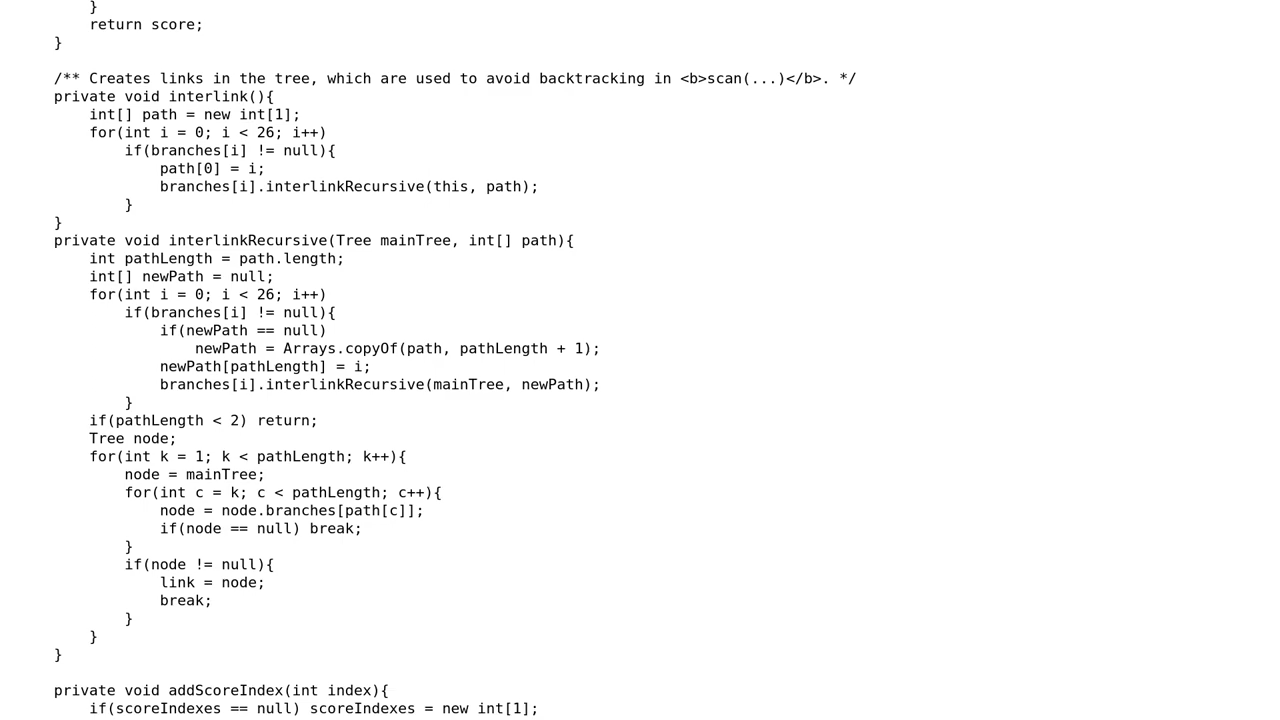 }
        return score;
    }

    /** Creates links in the tree, which are used to avoid backtracking in <b>scan(...)</b>. */
    private void interlink(){
        int[] path = new int[1];
        for(int i = 0; i < 26; i++)
            if(branches[i] != null){
                path[0] = i;
                branches[i].interlinkRecursive(this, path);
            }
    }
    private void interlinkRecursive(Tree mainTree, int[] path){
        int pathLength = path.length;
        int[] newPath = null;
        for(int i = 0; i < 26; i++)
            if(branches[i] != null){
                if(newPath == null)
                    newPath = Arrays.copyOf(path, pathLength + 1);
                newPath[pathLength] = i;
                branches[i].interlinkRecursive(mainTree, newPath);
            }
        if(pathLength < 2) return;
        Tree node;
        for(int k = 1; k < pathLength; k++){
            node = mainTree;
            for(int c = k; c < pathLength; c++){
                node = node.branches[path[c]];
                if(node == null) break;
            }
            if(node != null){
                link = node;
                break;
            }
        }
    }

    private void addScoreIndex(int index){
        if(scoreIndexes == null) scoreIndexes = new int[1];